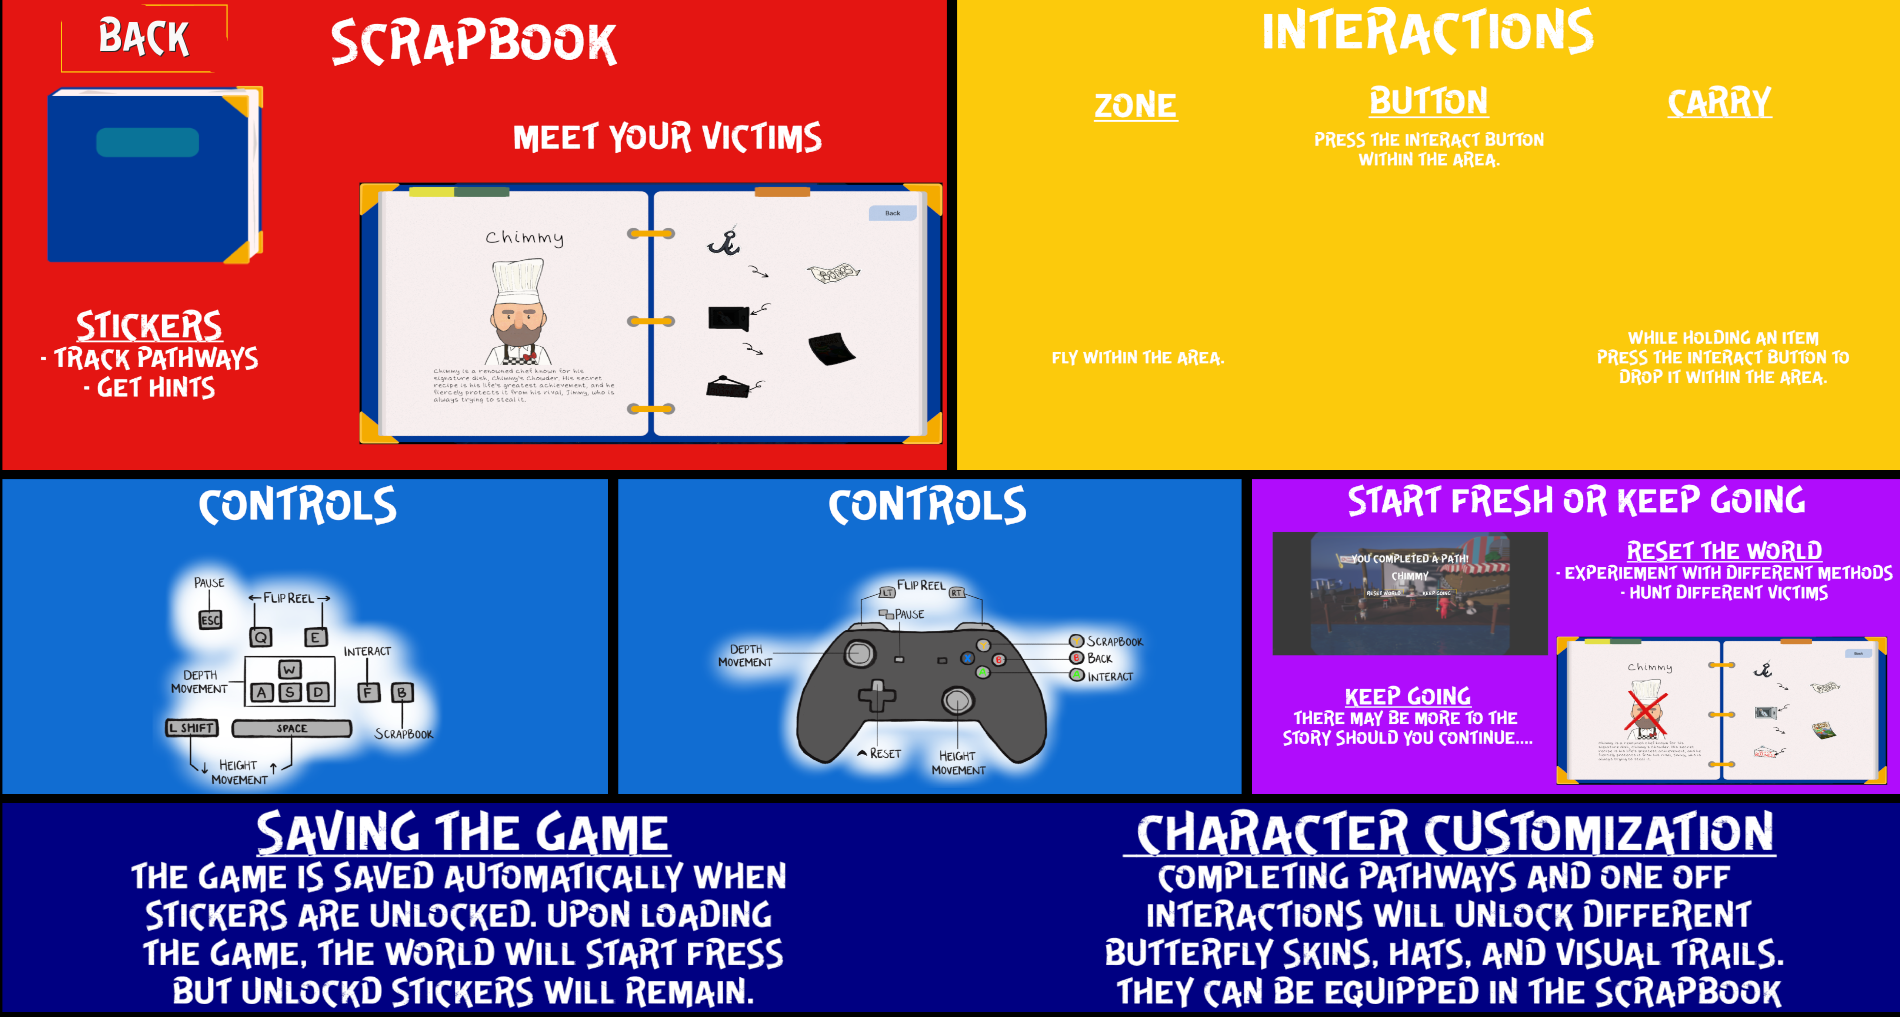 BACK
SCRAPBOOK
MEET YOUR VICTIMS
Back
Chimmy
Chimmy is a renowned chef known for his
signature dish, Chimmy's Chowder. His secret
recipe is his life's greatest achievement, and he
fiercely protects it from his rival, Jimmy, who is
always trying to steal it.
STICKERS
- TRACK PATHWAYS
- GET HINTS
INTERACTIONS
ZONE
FLY WITHIN THE AREA.
BUTTON
PRESS THE INTERACT BUTTON
WITHIN THE AREA.
CARRY
WHILE HOLDING AN ITEM
PRESS THE INTERACT BUTTON TO
DROP IT WITHIN THE AREA.
CONTROLS
PAUSE
ESC
FLIP REEL
Q
E
INTERACT
DEPTH
MOVEMENT
W
A S D
F B
L SHIFT
SPACE
SCRAPBOOK
HEIGHT
MOVEMENT
CONTROLS
FLIP REEL
LT
RT
PAUSE
DEPTH
MOVEMENT
SCRAPBOOK
B BACK
INTERACT
B
RESET
HEIGHT
MOVEMENT
START FRESH OR KEEP GOING
YOU COMPLETED A PATH!
CHIMMY
RESET WORLD
KEEP GOING
RESET THE WORLD
- EXPERIEMENT WITH DIFFERENT METHODS
- HUNT DIFFERENT VICTIMS
KEEP GOING
THERE MAY BE MORE TO THE
STORY SHOULD YOU CONTINUE....
Chimmy
Back
SAVING THE GAME
THE GAME IS SAVED AUTOMATICALLY WHEN
STICKERS ARE UNLOCKED. UPON LOADING
THE GAME, THE WORLD WILL START FRESS
BUT UNLOCKD STICKERS WILL REMAIN.
CHARACTER CUSTOMIZATION
COMPLETING PATHWAYS AND ONE OFF
INTERACTIONS WILL UNLOCK DIFFERENT
BUTTERFLY SKINS, HATS, AND VISUAL TRAILS.
THEY CAN BE EQUIPPED IN THE SCRAPBOOK